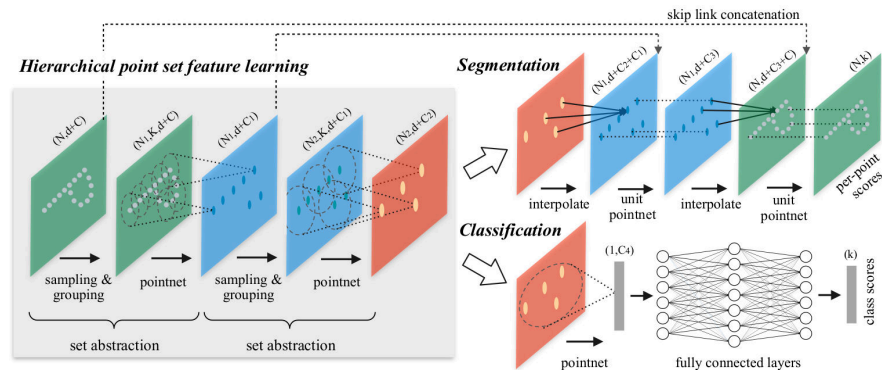 skip link concatenation
Hierarchical point set feature learning
(N,d+C)
(N1,K,d+C)
(N1,d+C1)
(N2,K,d+C1)
(N2,d+C2)
sampling &
grouping
pointnet
sampling &
grouping
pointnet
set abstraction
set abstraction
Segmentation
(N1,d+C2+C1)
(N1,d+C3)
(N,d+C3+C)
(N,k)
interpolate
unit
pointnet
interpolate
unit
pointnet
per-point
scores
Classification
(1,C4)
(k)
pointnet
fully connected layers
class scores